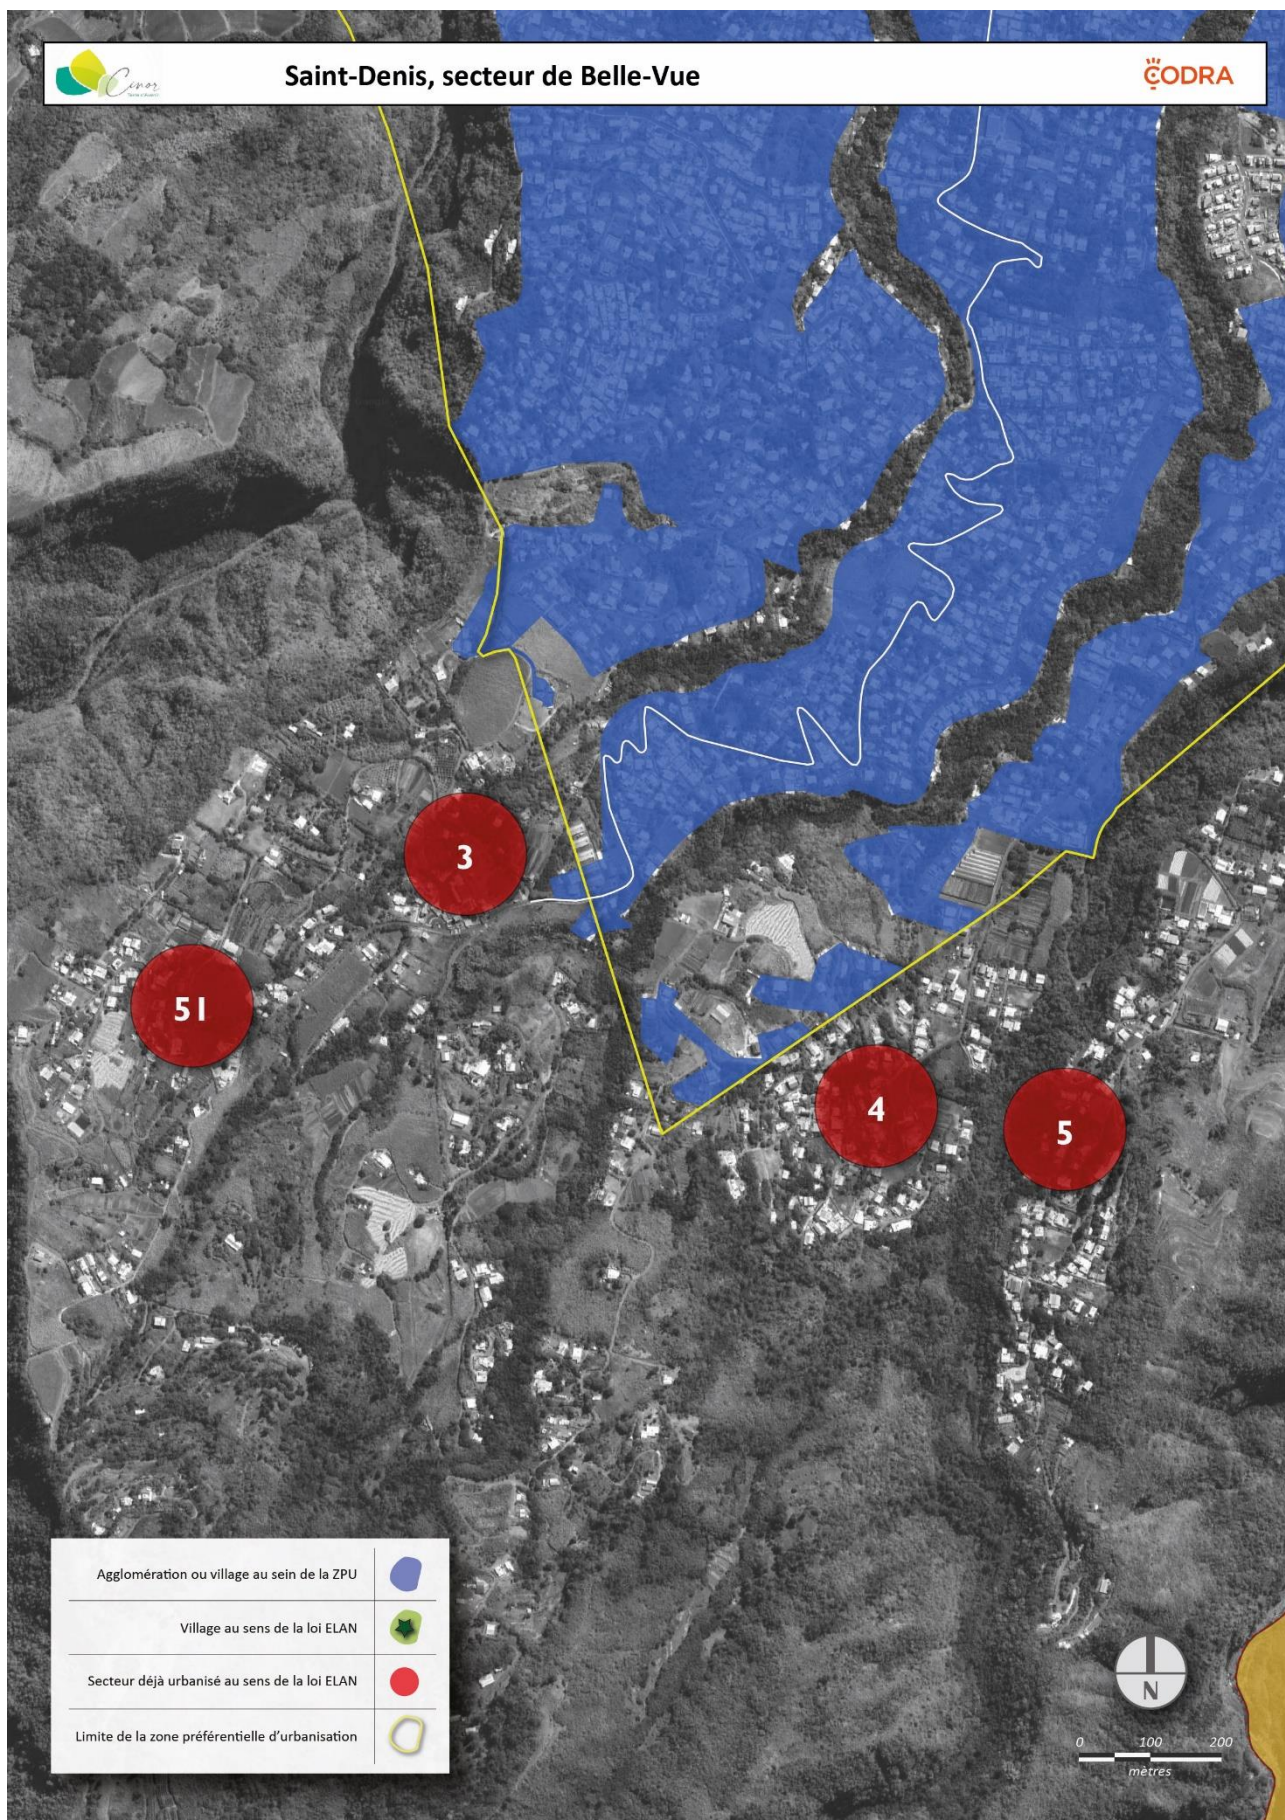 Cinor
Saint-Denis, secteur de Belle-Vue
CODRA
3
51
4
5
Agglomération ou village au sein de la ZPU
Village au sens de la loi ELAN
Secteur déjà urbanisé au sens de la loi ELAN
Limite de la zone préférentielle d'urbanisation
N
0 100 200
mètres